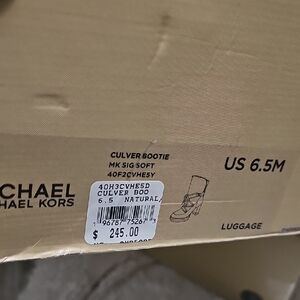 CULVER BOOTIE
MK SIG/SOFT
40F2CVHE5Y
US 6.5M
CHAEL
HAEL KORS
40H3CVHE5D
CULVER BOO
6.5 NATURAL/
$ 245.00
LUGGAGE